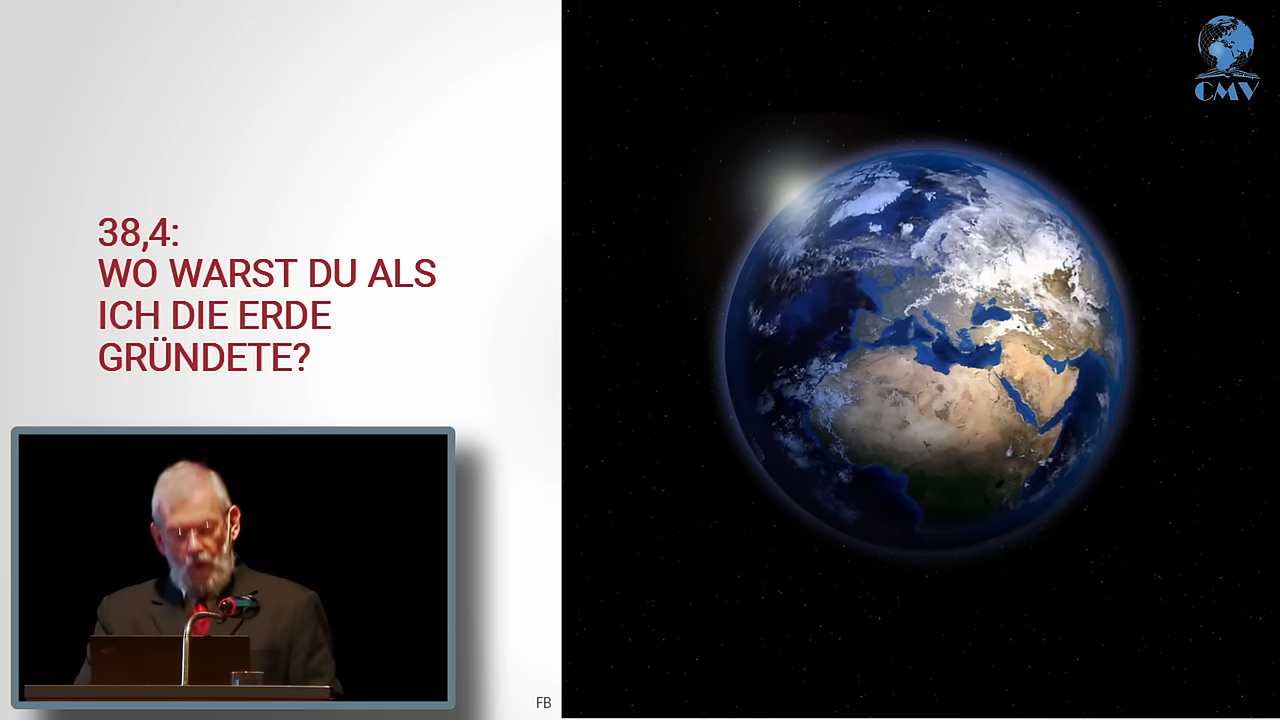 38,4:
WO WARST DU ALS
ICH DIE ERDE
GRÜNDETE?
CMV
FB